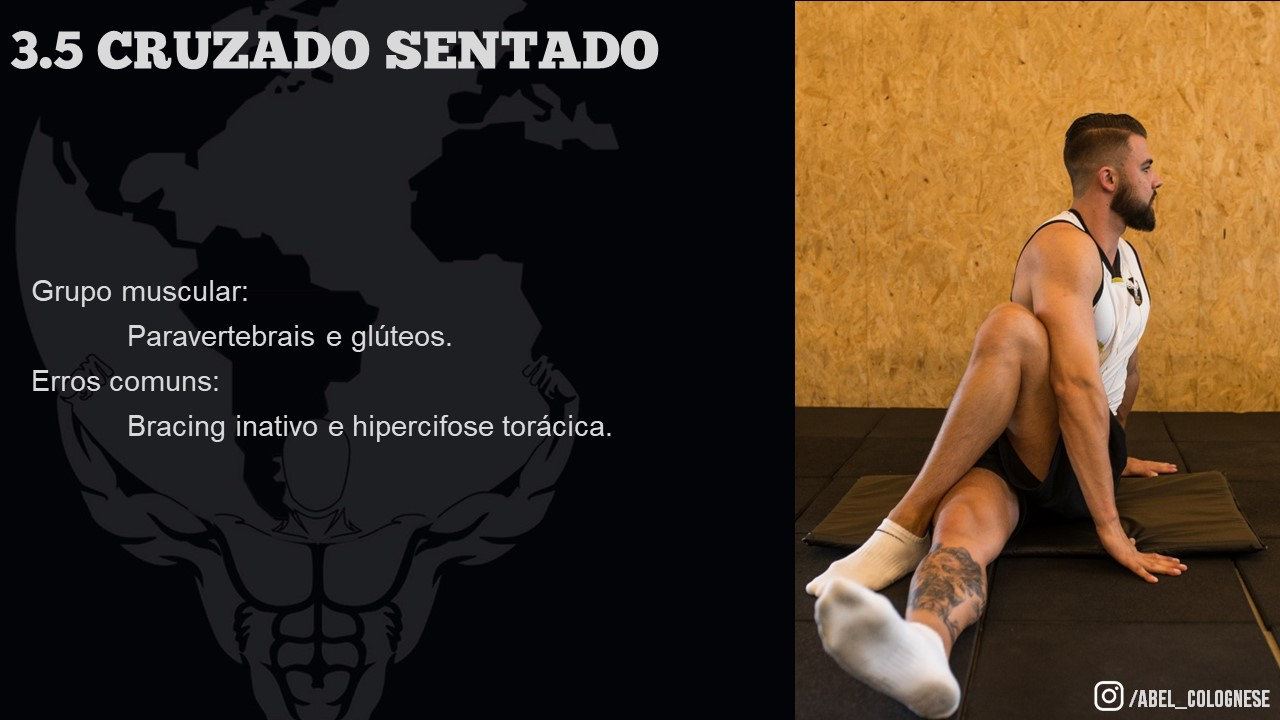 3.5 CRUZADO SENTADO
Grupo muscular:
Paravertebrais e glúteos.
Erros comuns:
Bracing inativo e hipercifose torácica.
/ABEL_COLOGNESE